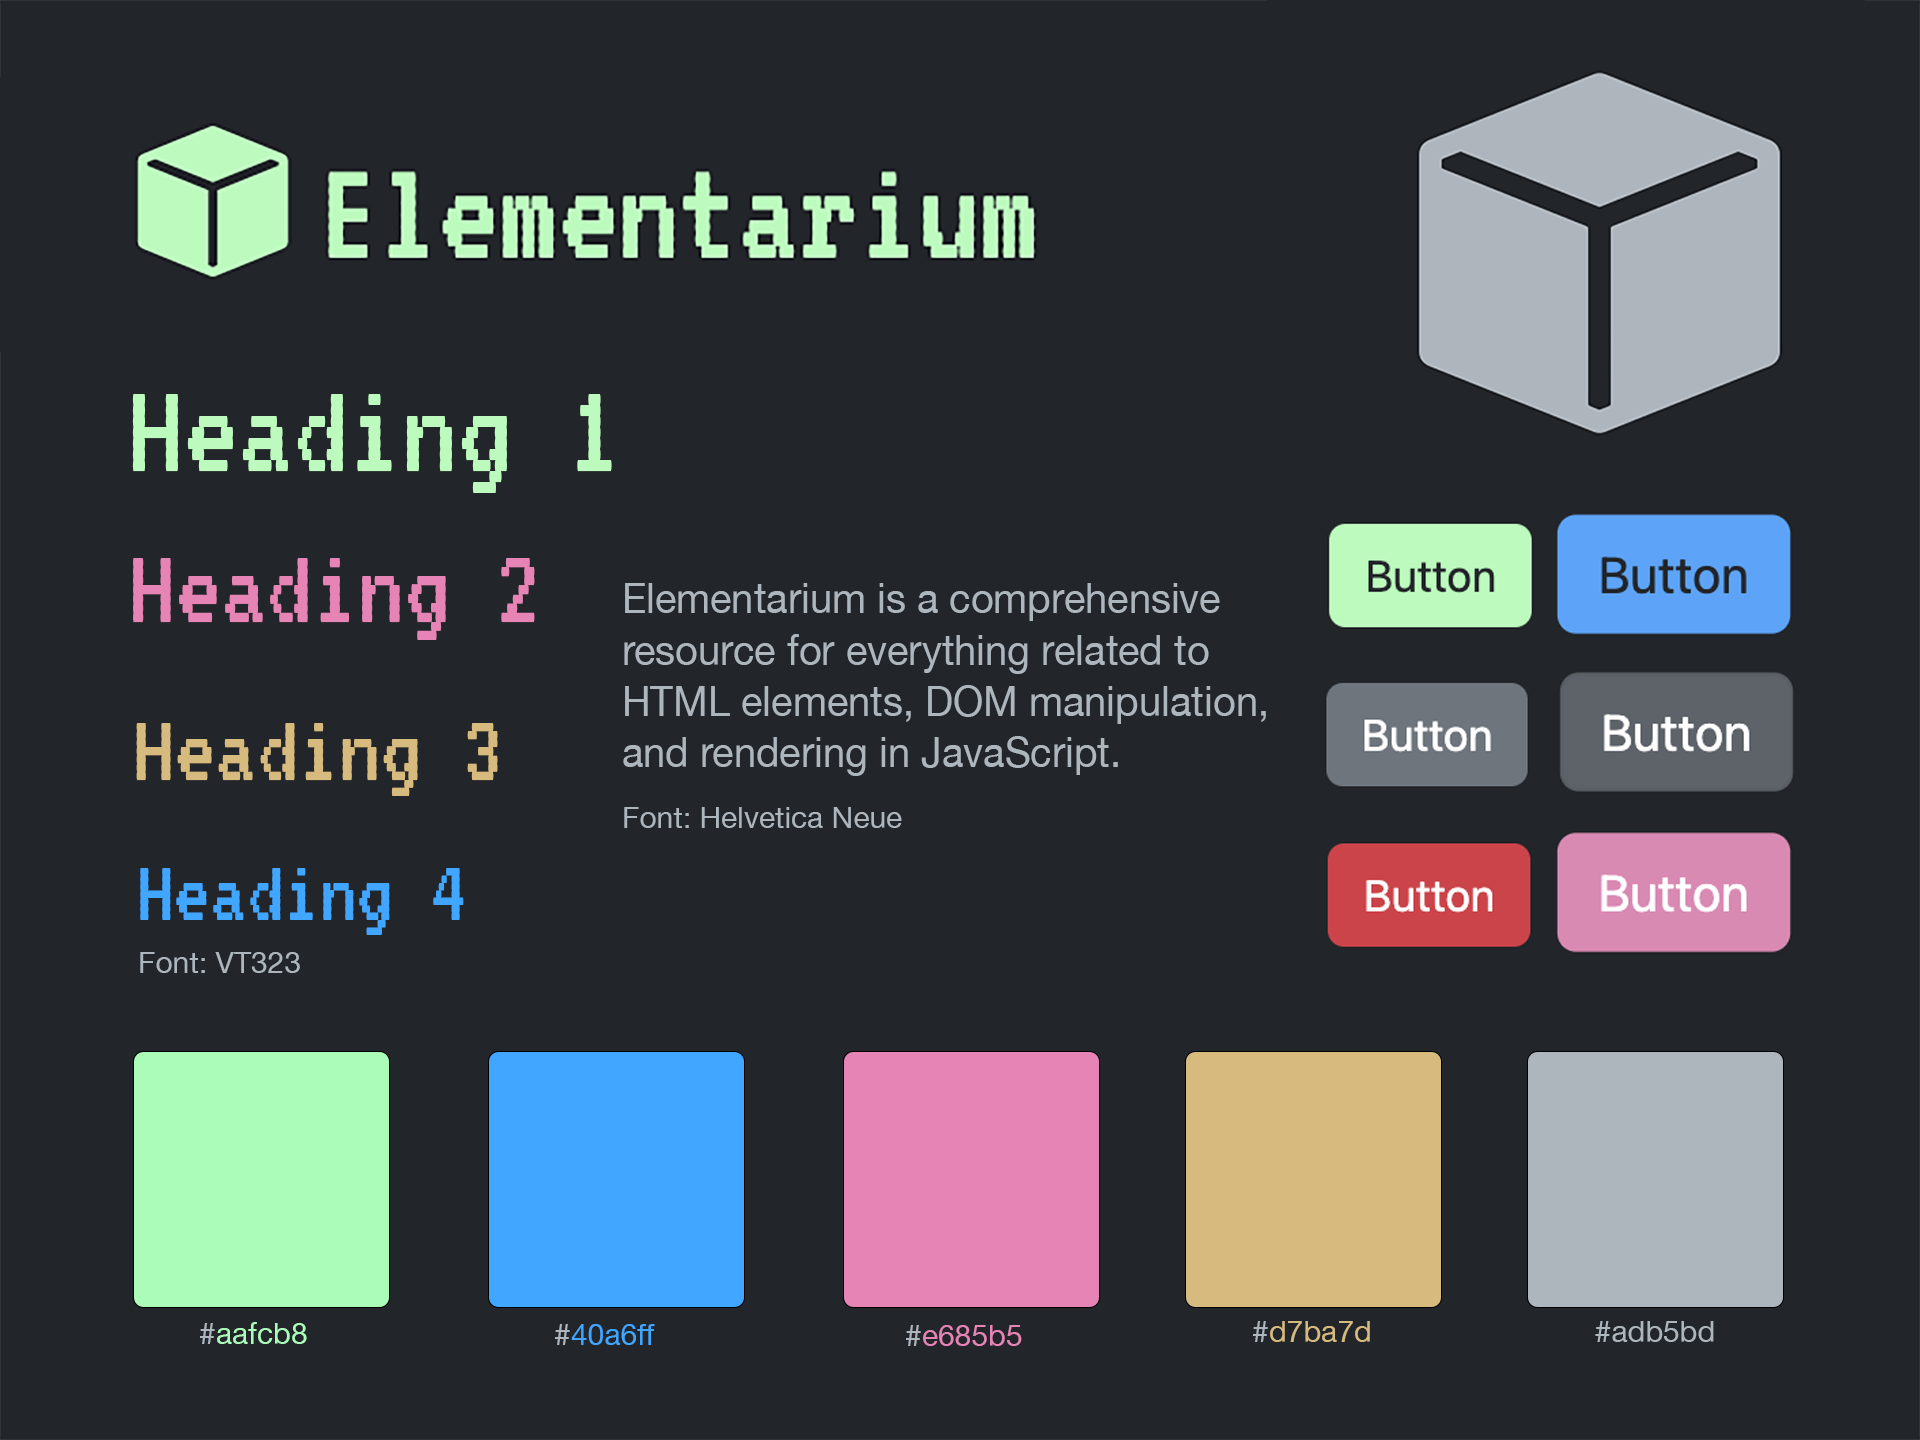 Elementarium
Heading 1
Heading 2
Heading 3
Heading 4
Font: VT323
Elementarium is a comprehensive
resource for everything related to
HTML elements, DOM manipulation,
and rendering in JavaScript.
Font: Helvetica Neue
Button Button
Button Button
Button Button
#aafcb8 #40a6ff #e685b5 #d7ba7d #adb5bd